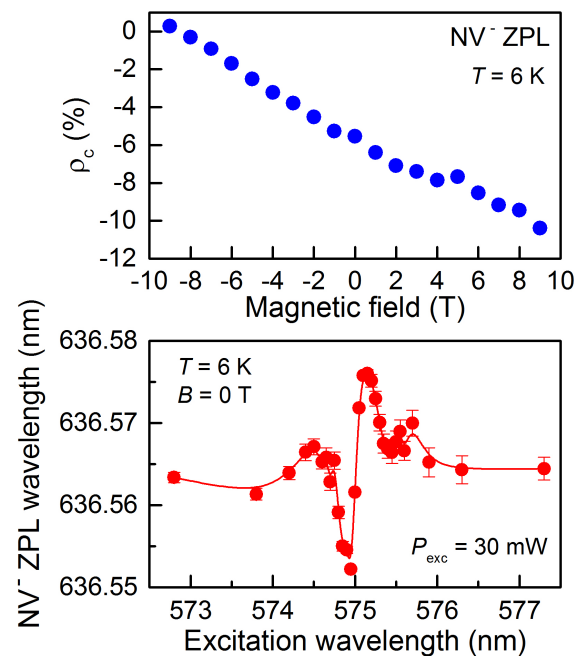 NV⁻ ZPL
T = 6 K
ρc (%)
0
-2
-4
-6
-8
-10
-12
-10 -8 -6 -4 -2 0 2 4 6 8 10
Magnetic field (T)
NV⁻ ZPL wavelength (nm)
636.58
636.57
636.56
636.55
T = 6 K
B = 0 T
Pexc = 30 mW
573 574 575 576 577
Excitation wavelength (nm)